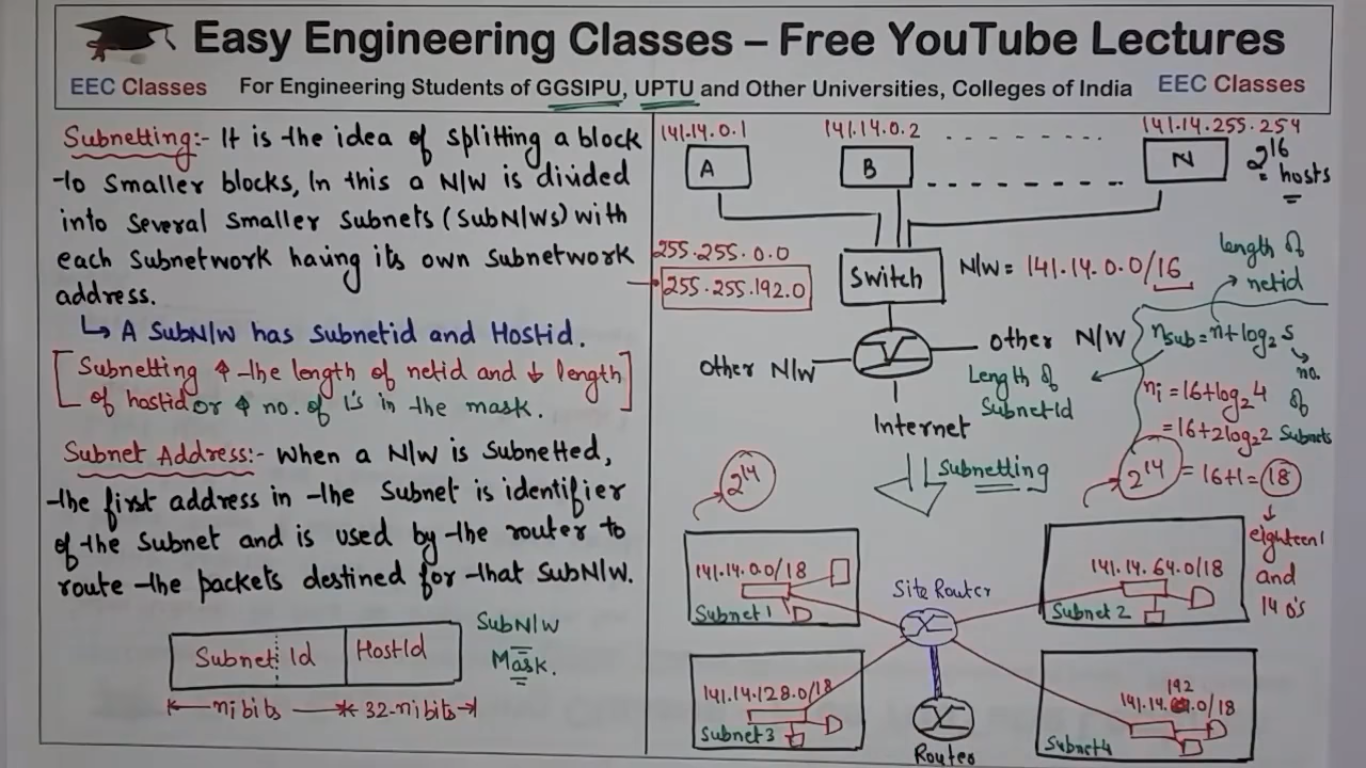 Easy Engineering Classes – Free YouTube Lectures
EEC Classes For Engineering Students of GGSIPU, UPTU and Other Universities, Colleges of India EEC Classes
Subnetting:- It is the idea of splitting a block
to smaller blocks, In this a N/W is divided
into several smaller subnets (SubN/Ws) with
each subnetwork having its own subnetwork
address.
↳ A SubN/W has subnetid and Hostid.
[Subnetting ↑ the length of netid and ↓ length
of hostid or ↑ no. of 1's in the mask.]
Subnet Address:- When a N/W is Subnetted,
the first address in the subnet is identifier
of the subnet and is used by the router to
route the packets destined for that SubN/W.
Subnet Id HostId
SubN/W
Mask.
ni bits 32-ni bits
141.14.0.1 141.14.0.2 141.14.255.254
A B N
2^16
hosts
255.255.0.0
255.255.192.0
Switch
N/W = 141.14.0.0/16
length of
netid
Other N/W
other N/W
Internet
nsub = n+log2 s
no.
of
Subnets
Length of
SubnetId
ni = 16+log2 4
= 16+2log2 2
= 16+1 = 18
eighteen 1
and
14 0's
Subnetting
2^14
2^14
141.14.0.0/18
Subnet 1
141.14.64.0/18
Subnet 2
Site Router
141.14.128.0/18
Subnet 3
192
141.14. .0/18
Subnet4
Router